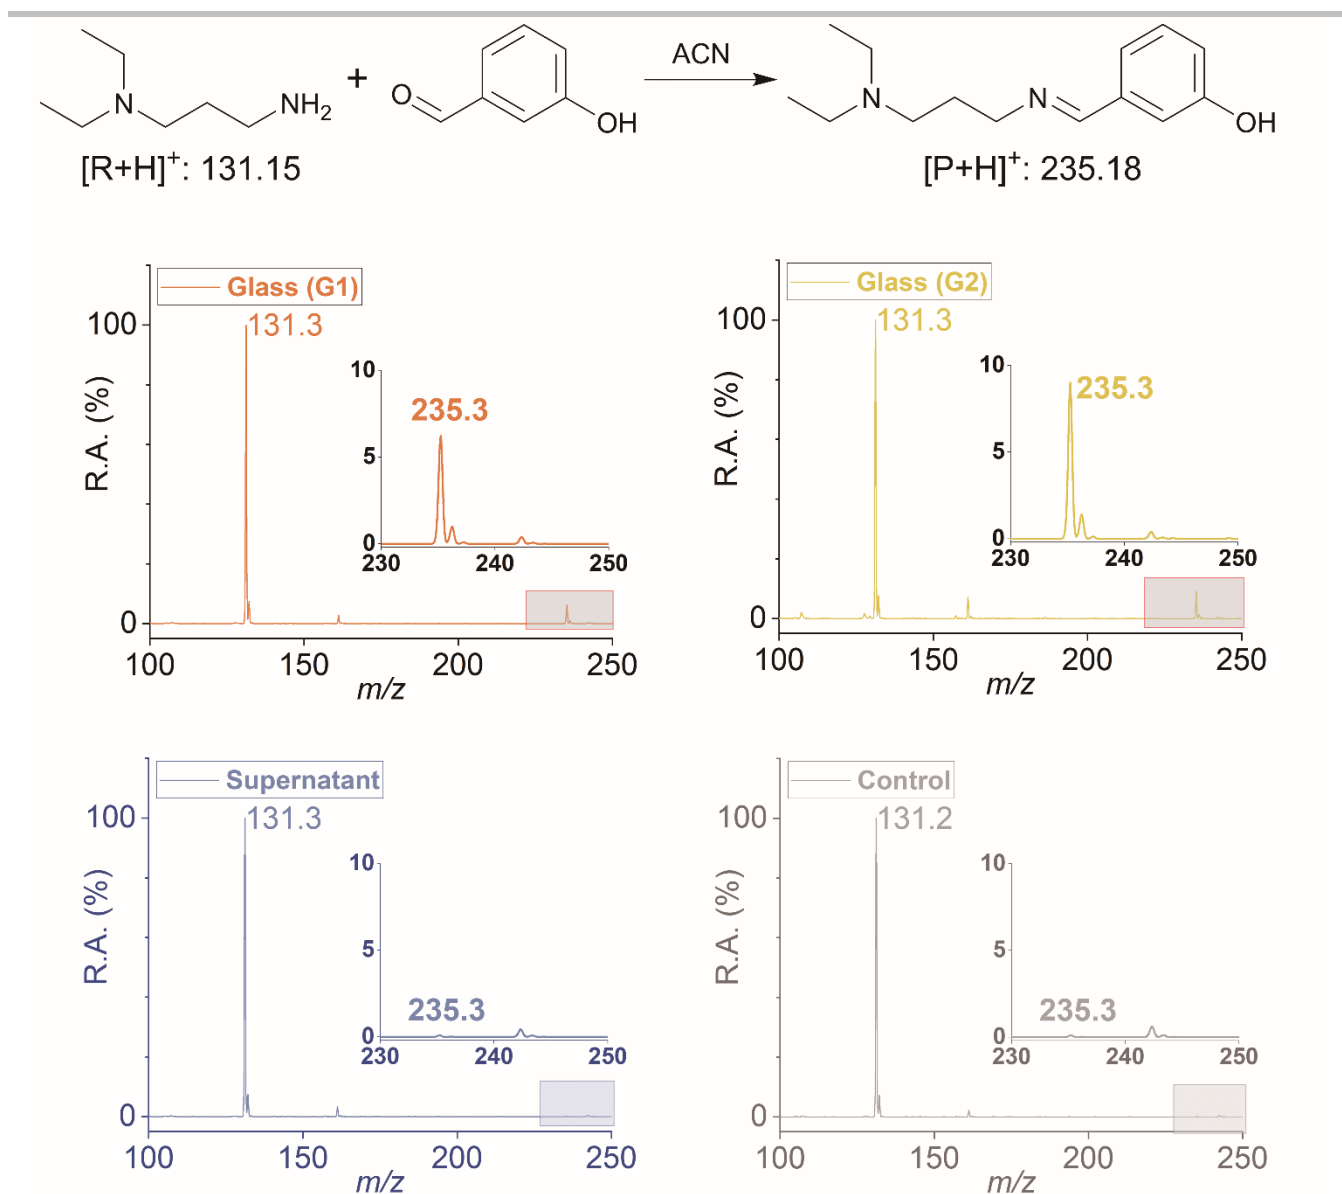 N
NH₂
+
O
OH
ACN
N
N
OH
[R+H]⁺: 131.15
[P+H]⁺: 235.18
Glass (G1)
131.3
235.3
R.A. (%)
100
0
10
5
0
230 240 250
100 150 200 250
m/z
Glass (G2)
131.3
235.3
R.A. (%)
100
0
10
5
0
230 240 250
100 150 200 250
m/z
Supernatant
131.3
235.3
R.A. (%)
100
0
10
5
0
230 240 250
100 150 200 250
m/z
Control
131.2
235.3
R.A. (%)
100
0
10
5
0
230 240 250
100 150 200 250
m/z